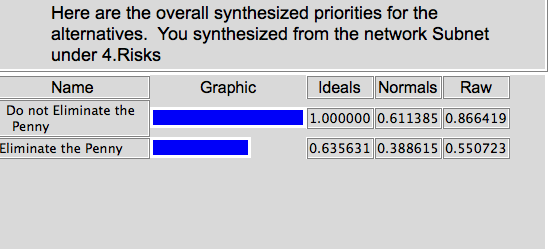 Here are the overall synthesized priorities for the
alternatives. You synthesized from the network Subnet
under 4.Risks
Name Graphic Ideals Normals Raw
Do not Eliminate the
Penny
1.000000 0.611385 0.866419
Eliminate the Penny 0.635631 0.388615 0.550723